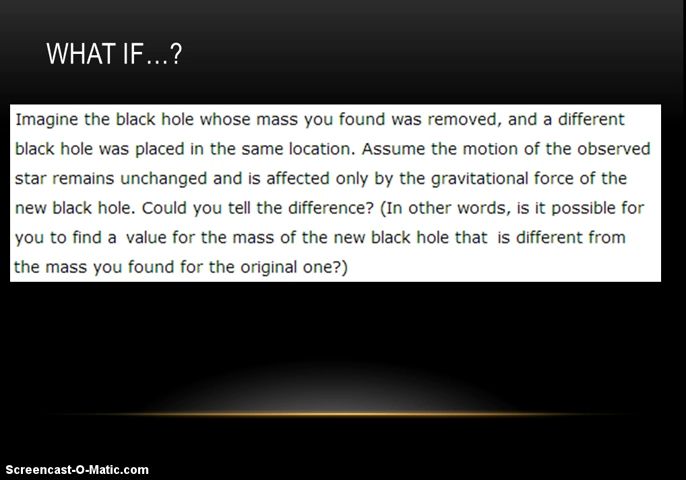 WHAT IF...?
Imagine the black hole whose mass you found was removed, and a different
black hole was placed in the same location. Assume the motion of the observed
star remains unchanged and is affected only by the gravitational force of the
new black hole. Could you tell the difference? (In other words, is it possible for
you to find a value for the mass of the new black hole that is different from
the mass you found for the original one?)
Screencast-O-Matic.com